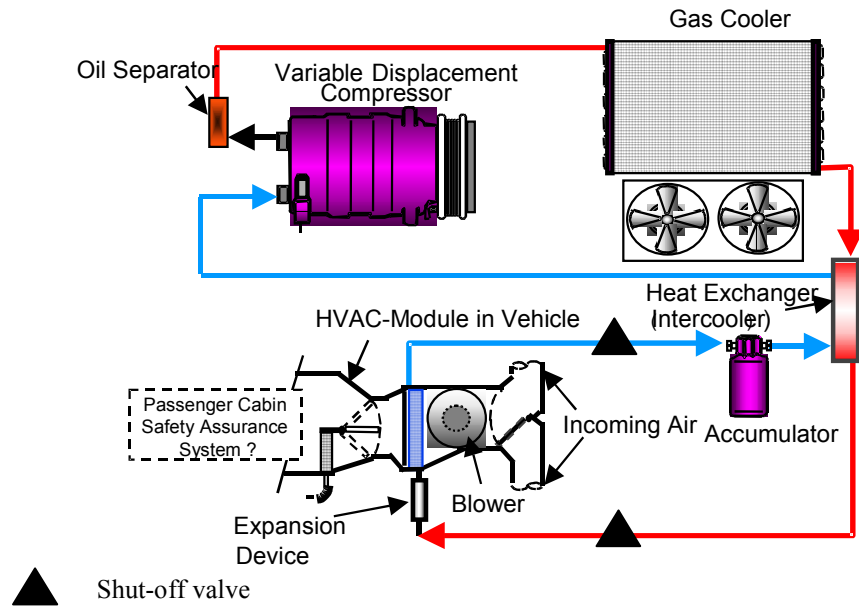 Gas Cooler
Oil Separator
Variable Displacement
Compressor
Heat Exchanger
(Intercooler)
HVAC-Module in Vehicle
Passenger Cabin
Safety Assurance
System ?
Incoming Air
Accumulator
Blower
Expansion
Device
Shut-off valve